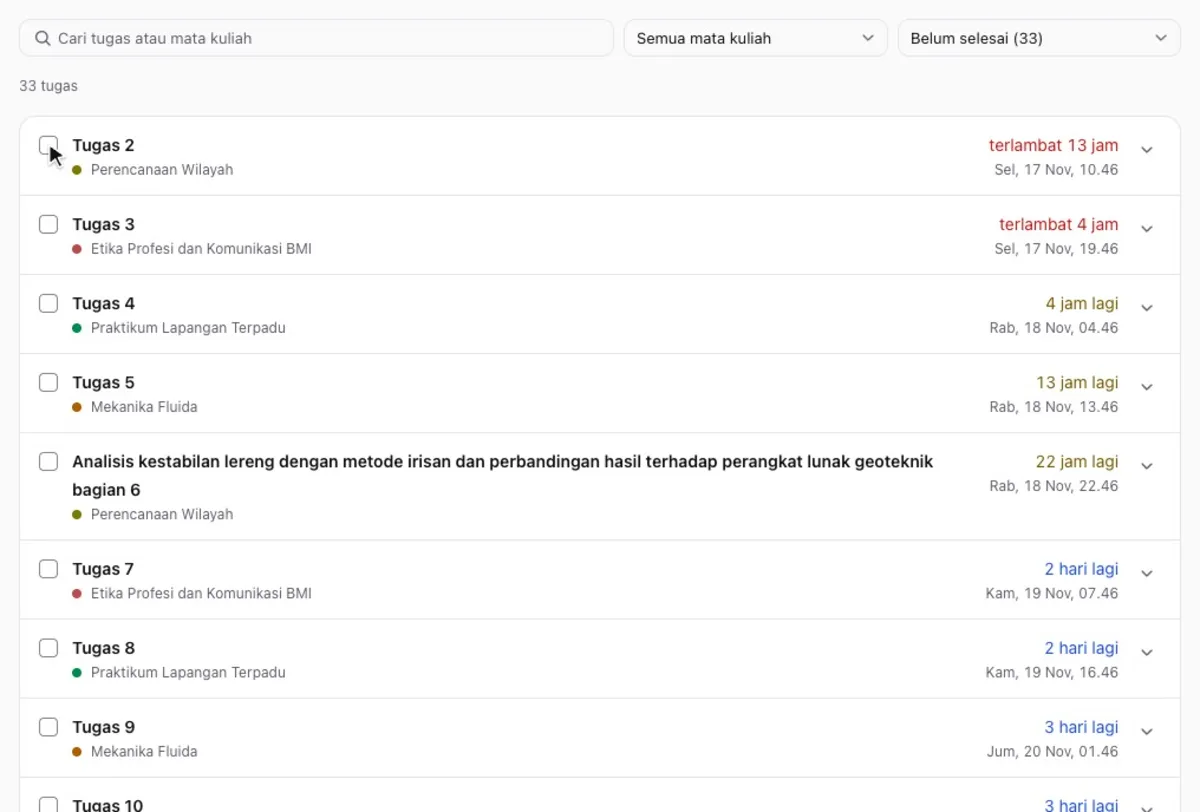 Cari tugas atau mata kuliah
Semua mata kuliah
Belum selesai (33)
33 tugas
Tugas 2
terlambat 13 jam
Perencanaan Wilayah
Sel, 17 Nov, 10.46
Tugas 3
terlambat 4 jam
Etika Profesi dan Komunikasi BMI
Sel, 17 Nov, 19.46
Tugas 4
4 jam lagi
Praktikum Lapangan Terpadu
Rab, 18 Nov, 04.46
Tugas 5
13 jam lagi
Mekanika Fluida
Rab, 18 Nov, 13.46
Analisis kestabilan lereng dengan metode irisan dan perbandingan hasil terhadap perangkat lunak geoteknik
bagian 6
22 jam lagi
Rab, 18 Nov, 22.46
Perencanaan Wilayah
Tugas 7
2 hari lagi
Etika Profesi dan Komunikasi BMI
Kam, 19 Nov, 07.46
Tugas 8
2 hari lagi
Praktikum Lapangan Terpadu
Kam, 19 Nov, 16.46
Tugas 9
3 hari lagi
Mekanika Fluida
Jum, 20 Nov, 01.46
Tugas 10
3 hari lagi